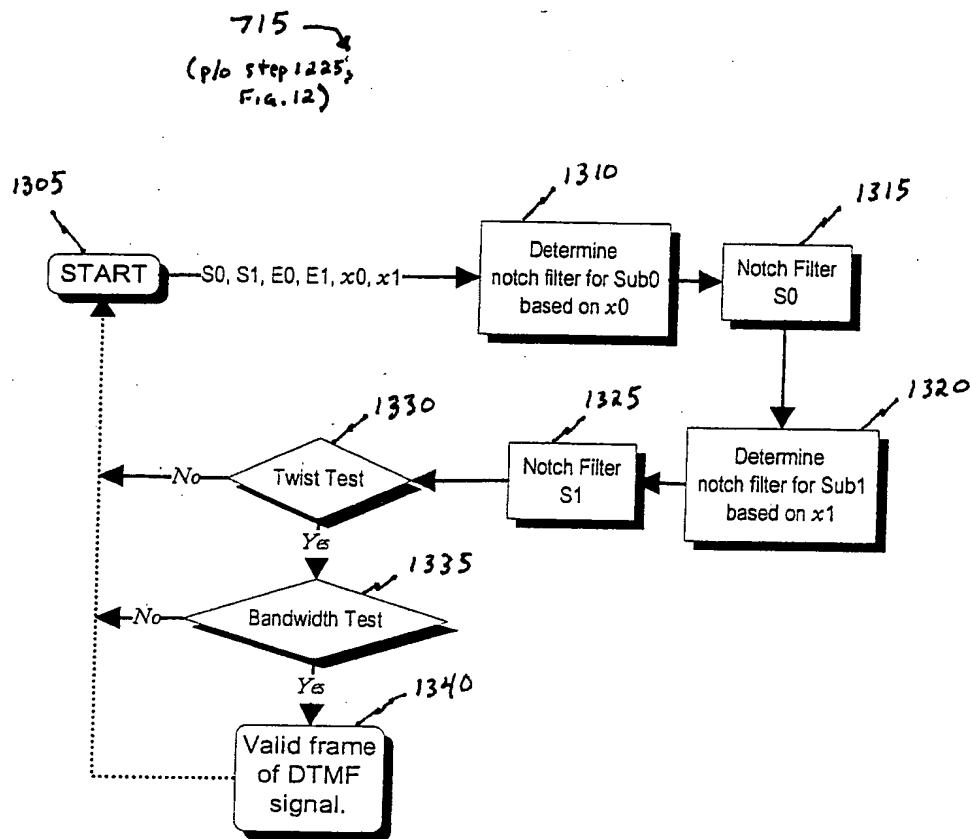 715
(p/o step 1225;
FIG. 12)
1305
START
S0, S1, E0, E1, x0, x1
1310
Determine
notch filter for Sub0
based on x0
1315
Notch Filter
S0
1320
Determine
notch filter for Sub1
based on x1
1325
Notch Filter
S1
1330
Twist Test
No
Yes
1335
Bandwidth Test
No
Yes
1340
Valid frame
of DTMF
signal.